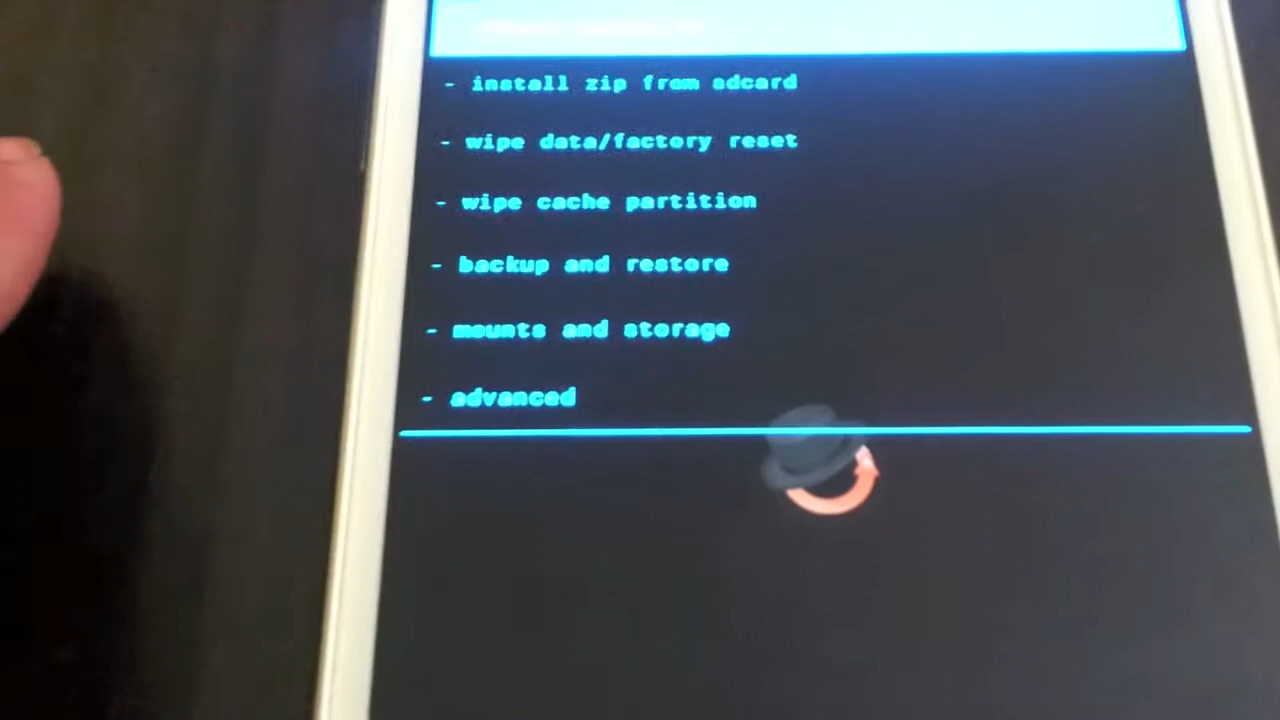 - install zip from sdcard
- wipe data/factory reset
- wipe cache partition
- backup and restore
- mounts and storage
- advanced